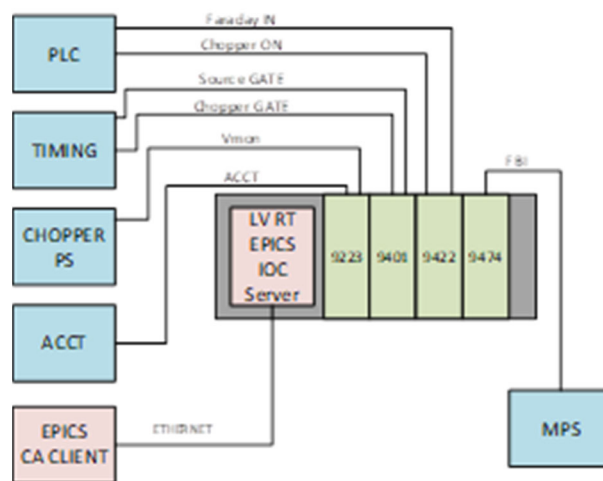 Faraday IN
PLC
Chopper ON
Source GATE
Chopper GATE
TIMING
Vmon
ACCT
FBI
CHOPPER
PS
LV RT
EPICS
IOC
Server
9223
9401
9422
9474
ACCT
EPICS
CA CLIENT
ETHERNET
MPS